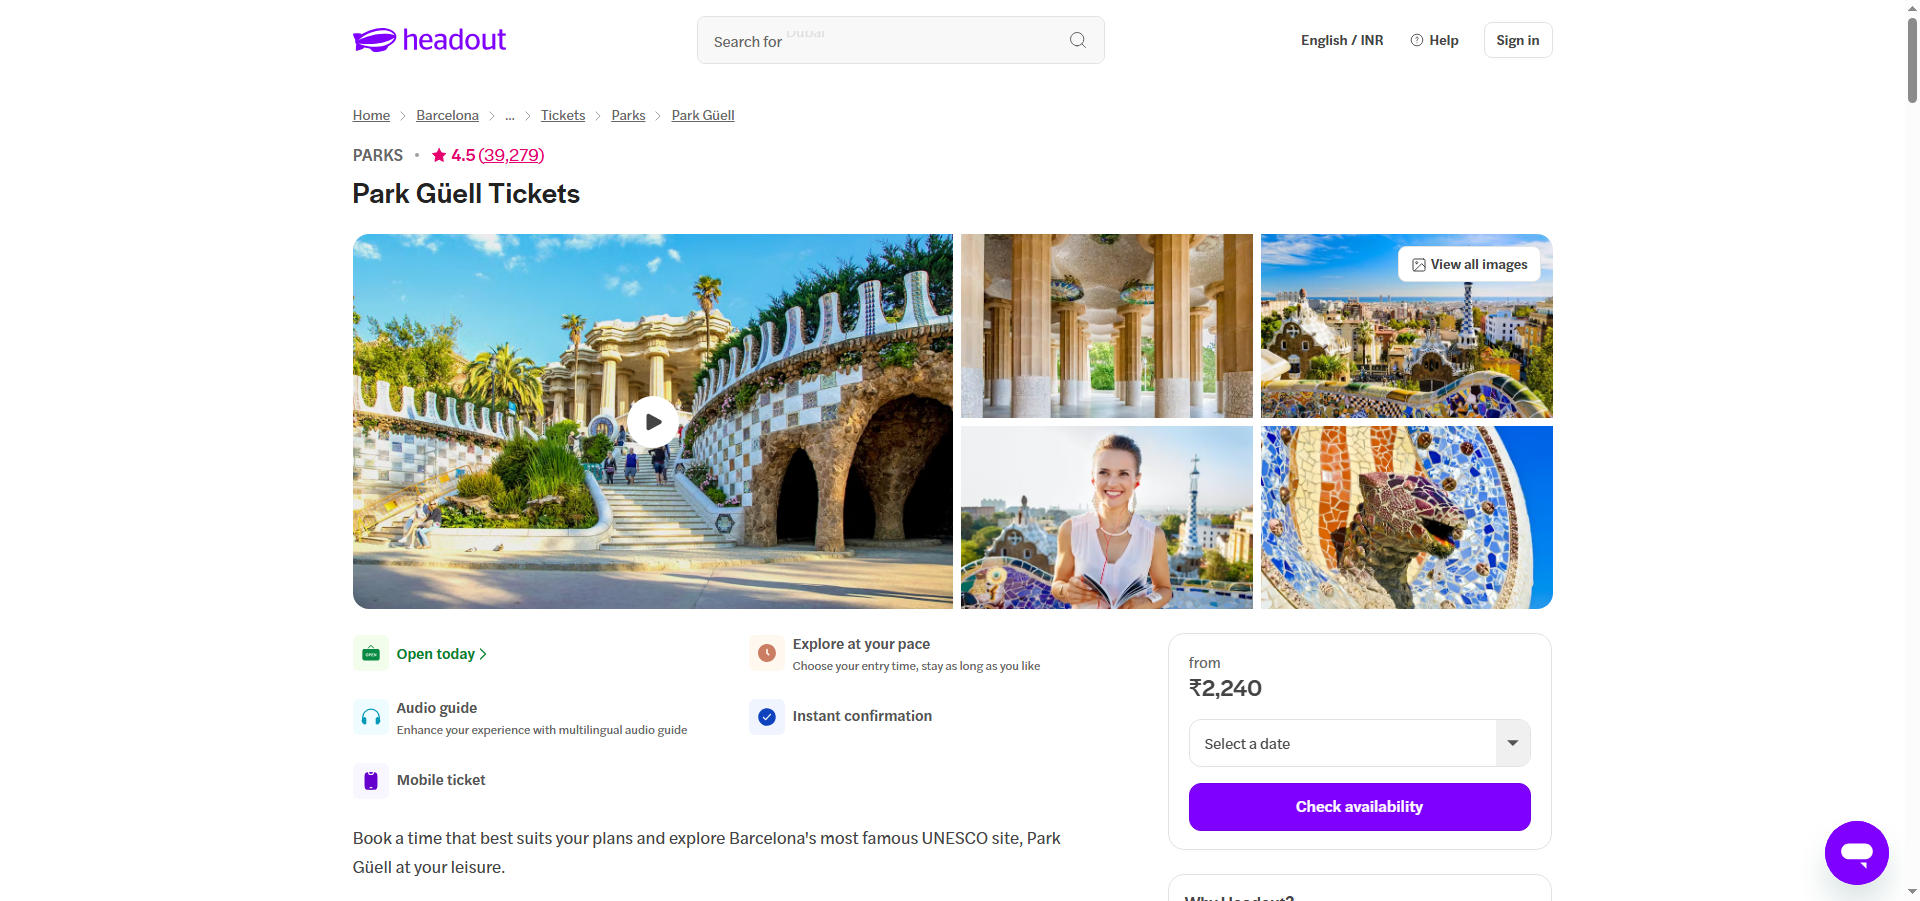 headout
Search for Dubai
English / INR
Help
Sign in
Home
Barcelona
...
Tickets
Parks
Park Güell
PARKS • 4.5 (39,279)
Park Güell Tickets
View all images
OPEN
Open today
Explore at your pace
Choose your entry time, stay as long as you like
Audio guide
Enhance your experience with multilingual audio guide
Instant confirmation
Mobile ticket
Book a time that best suits your plans and explore Barcelona's most famous UNESCO site, Park
Güell at your leisure.
from
₹2,240
Select a date
Check availability
Why Headout?